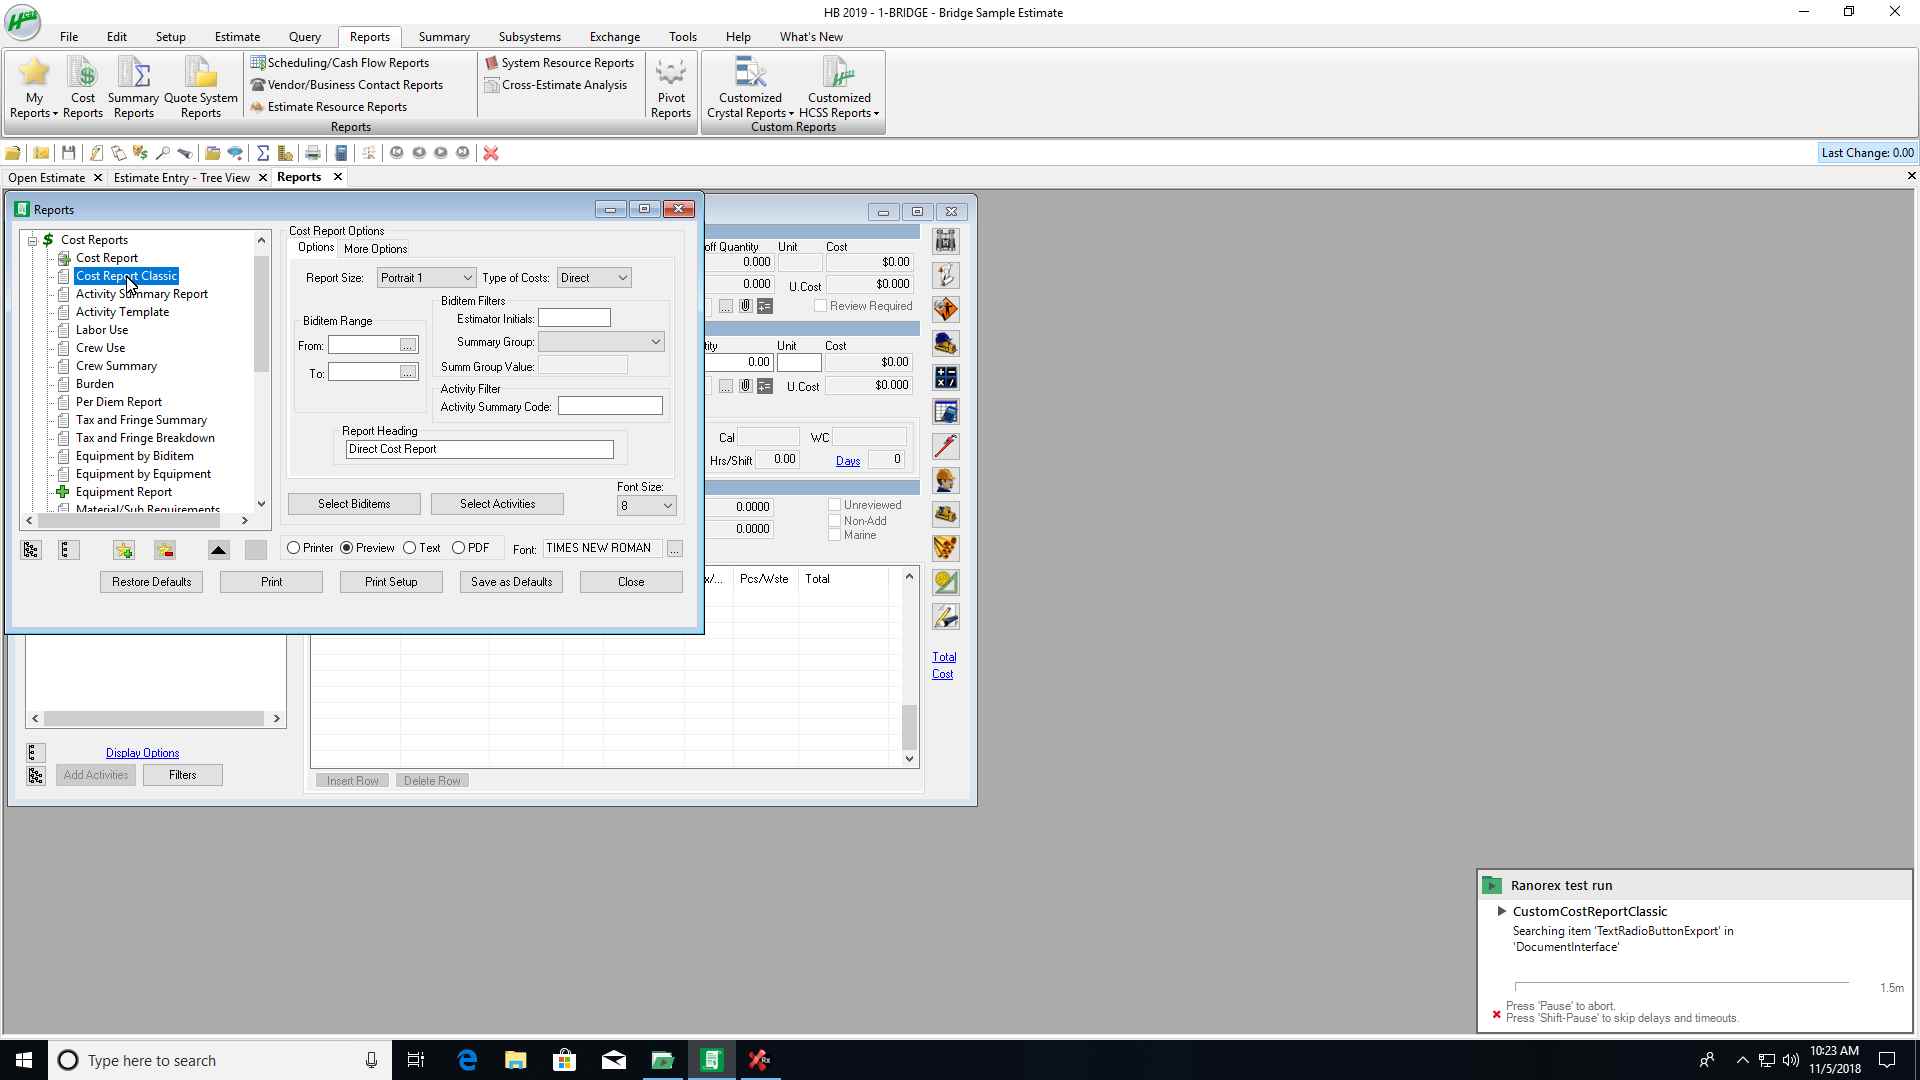 HB 2019 - 1-BRIDGE - Bridge Sample Estimate
HCSS
File Edit Setup Estimate Query Reports Summary Subsystems Exchange Tools Help What's New
My Reports
Cost Reports
Summary Reports
Quote System Reports
Scheduling/Cash Flow Reports
Vendor/Business Contact Reports
Estimate Resource Reports
System Resource Reports
Cross-Estimate Analysis
Pivot Reports
Customized Crystal Reports
Customized HCSS Reports
Reports
Custom Reports
Last Change: 0.00
Open Estimate
Estimate Entry - Tree View
Reports
Reports
Cost Reports
Cost Report
Cost Report Classic
Activity Summary Report
Activity Template
Labor Use
Crew Use
Crew Summary
Burden
Per Diem Report
Tax and Fringe Summary
Tax and Fringe Breakdown
Equipment by Biditem
Equipment by Equipment
Equipment Report
Material/Sub Requirements
Cost Report Options
Options More Options
Report Size: Portrait 1 Type of Costs: Direct
Biditem Range
From: ...
To: ...
Biditem Filters
Estimator Initials:
Summary Group:
Summ Group Value:
Activity Filter
Activity Summary Code:
Report Heading
Direct Cost Report
Select Biditems
Select Activities
Font Size:
8
Printer Preview Text PDF Font: TIMES NEW ROMAN ...
Restore Defaults
Print
Print Setup
Save as Defaults
Close
off Quantity Unit Cost
0.000 $0.00
0.000 U.Cost $0.000
... Review Required
tity Unit Cost
0.00 $0.00
... U.Cost $0.000
Cal WC
Hrs/Shift 0.00 Days 0
0.0000
0.0000
Unreviewed
Non-Add
Marine
x/... Pcs/Wste Total
Total
Cost
Display Options
Add Activities
Filters
Insert Row
Delete Row
Ranorex test run
CustomCostReportClassic
Searching item 'TextRadioButtonExport' in
'DocumentInterface'
1.5m
Press 'Pause' to abort.
Press 'Shift-Pause' to skip delays and timeouts.
Type here to search
10:23 AM
11/5/2018